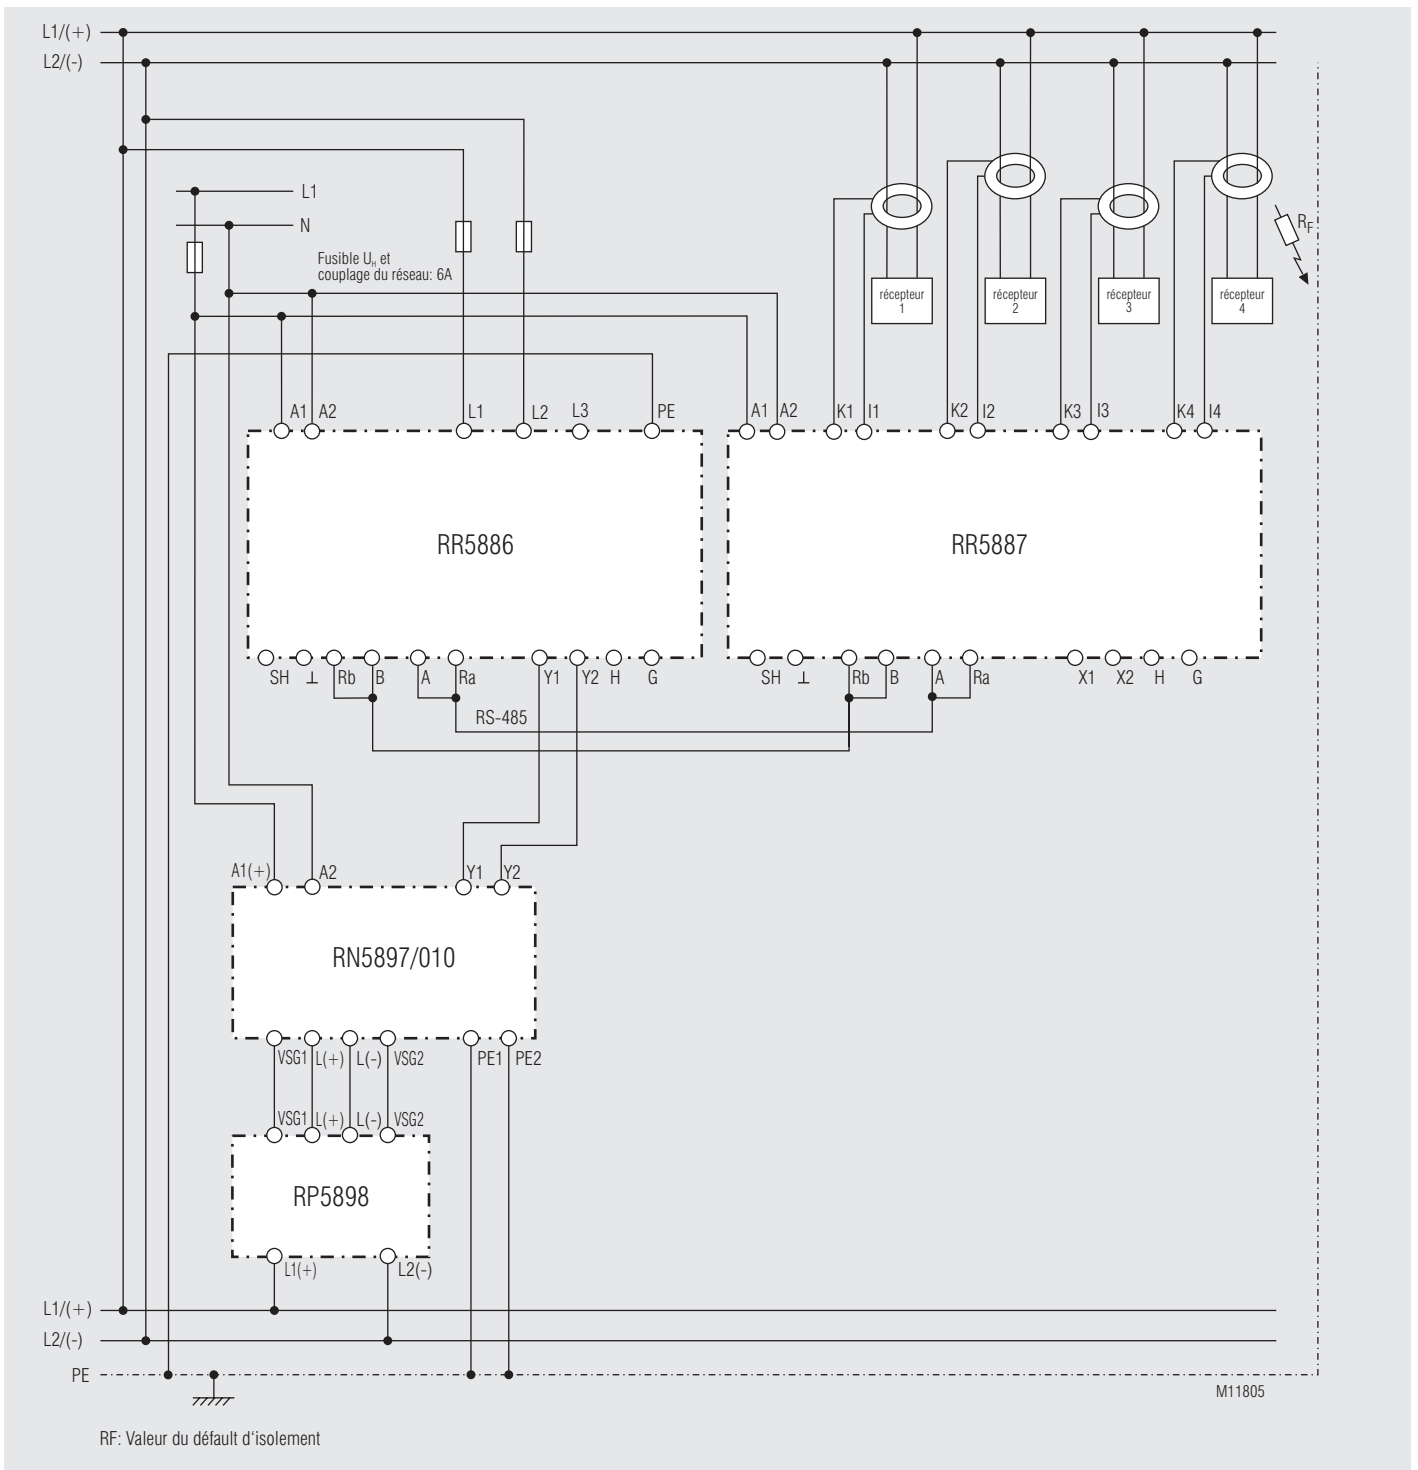 L1/(+)
L2/(-)
L1
N
Fusible UH et
couplage du réseau: 6A
RF
récepteur
1
récepteur
2
récepteur
3
récepteur
4
A1 A2 L1 L2 L3 PE
A1 A2 K1 I1 K2 I2 K3 I3 K4 I4
RR5886
RR5887
SH ⊥ Rb B A Ra Y1 Y2 H G
SH ⊥ Rb B A Ra X1 X2 H G
RS-485
A1(+) A2 Y1 Y2
RN5897/010
VSG1 L(+) L(-) VSG2 PE1 PE2
VSG1 L(+) L(-) VSG2
RP5898
L1(+) L2(-)
L1/(+)
L2/(-)
PE
M11805
RF: Valeur du défault d'isolement